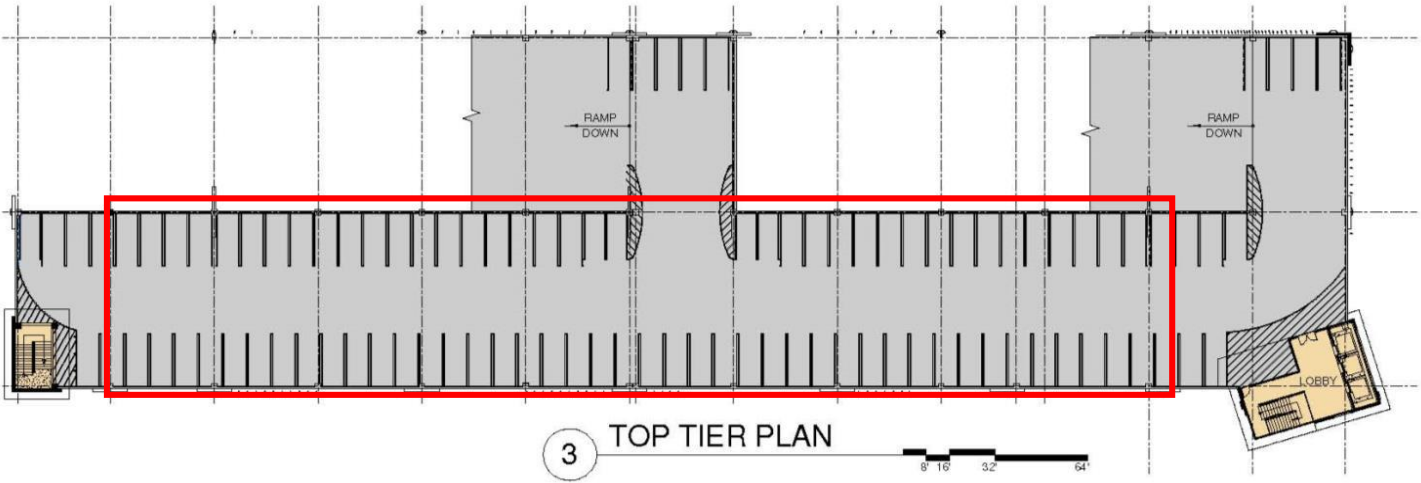 RAMP
DOWN
RAMP
DOWN
LOBBY
3 TOP TIER PLAN
8' 16' 32' 64'